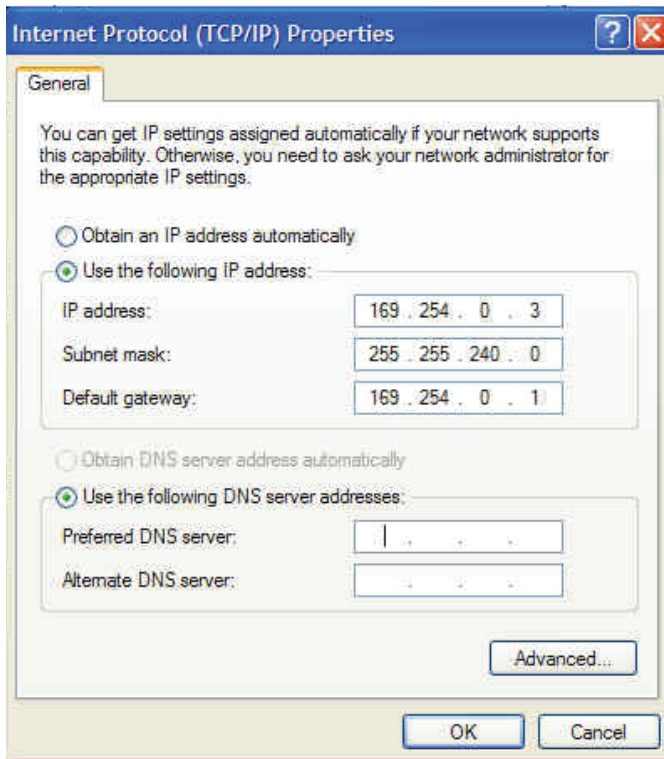 Internet Protocol (TCP/IP) Properties
General
You can get IP settings assigned automatically if your network supports
this capability. Otherwise, you need to ask your network administrator for
the appropriate IP settings.
Obtain an IP address automatically
Use the following IP address:
IP address: 169 . 254 . 0 . 3
Subnet mask: 255 . 255 . 240 . 0
Default gateway: 169 . 254 . 0 . 1
Obtain DNS server address automatically
Use the following DNS server addresses:
Preferred DNS server: . . .
Alternate DNS server: . . .
Advanced...
OK Cancel